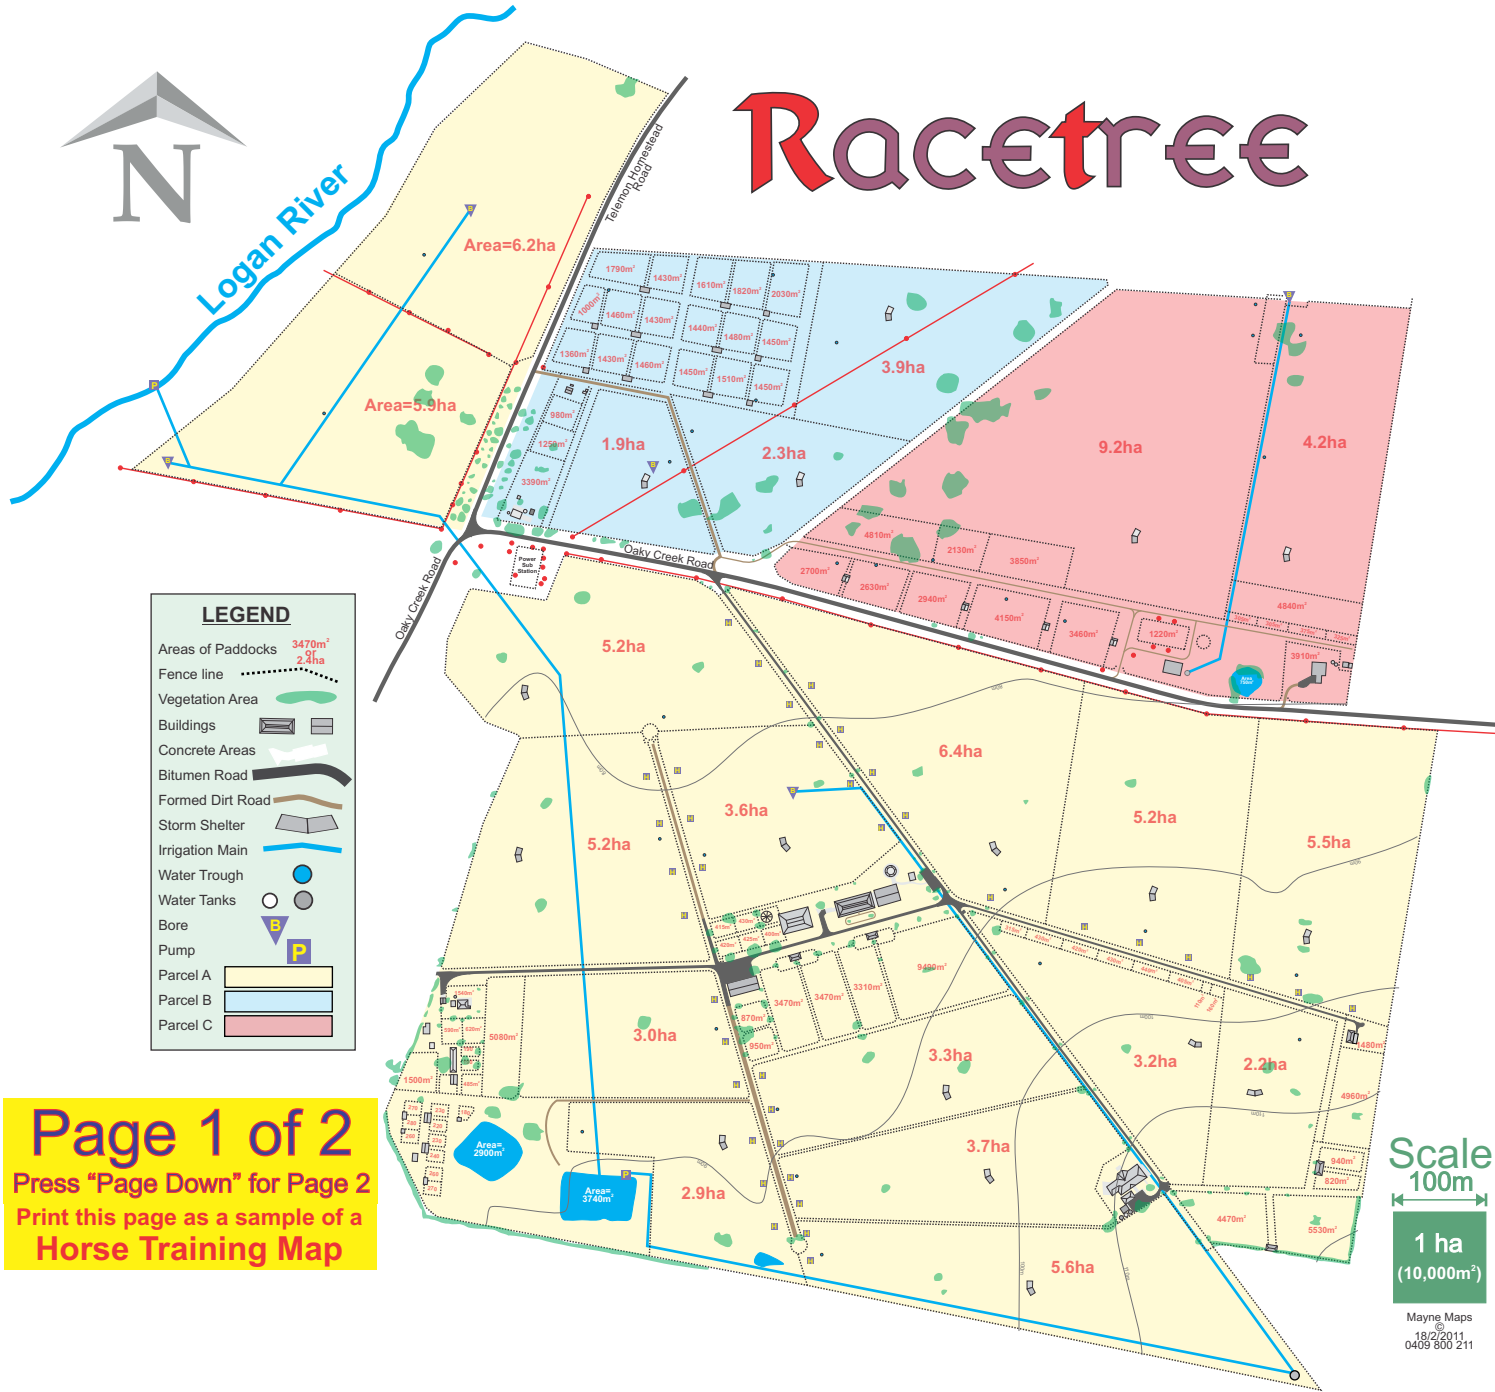 Racetree
N
Logan River
Telemon Homestead
Road
Area=6.2ha
Area=5.9ha
B
P
B
1790m²
1430m²
1610m²
1820m²
2030m²
1000m²
1460m²
1430m²
1440m²
1480m²
1450m²
1360m²
1430m²
1460m²
1450m²
1510m²
1450m²
3.9ha
980m²
1250m²
3390m²
1.9ha
B
2.3ha
B
9.2ha
4.2ha
4810m²
2130m²
3850m²
2700m²
2630m²
2940m²
4150m²
3460m²
1220m²
4840m²
3910m²
Oaky Creek Road
Oaky Creek Road
Power
Sub
Station
LEGEND
Areas of Paddocks
3470m²
or
2.4ha
Fence line
Vegetation Area
Buildings
Concrete Areas
Bitumen Road
Formed Dirt Road
Storm Shelter
Irrigation Main
Water Trough
Water Tanks
Bore
B
Pump
P
Parcel A
Parcel B
Parcel C
5.2ha
6.4ha
5.2ha
3.6ha
B
5.2ha
5.5ha
9490m²
3470m²
3470m²
3310m²
870m²
950m²
3.0ha
5080m²
1500m²
3.3ha
3.2ha
2.2ha
1480m²
4960m²
940m²
820m²
3.7ha
2.9ha
5.6ha
4470m²
5530m²
Area=
2900m²
Area=
3740m²
P
Page 1 of 2
Press “Page Down” for Page 2
Print this page as a sample of a
Horse Training Map
Scale
100m
1 ha
(10,000m²)
Mayne Maps
©
18/2/2011
0409 800 211